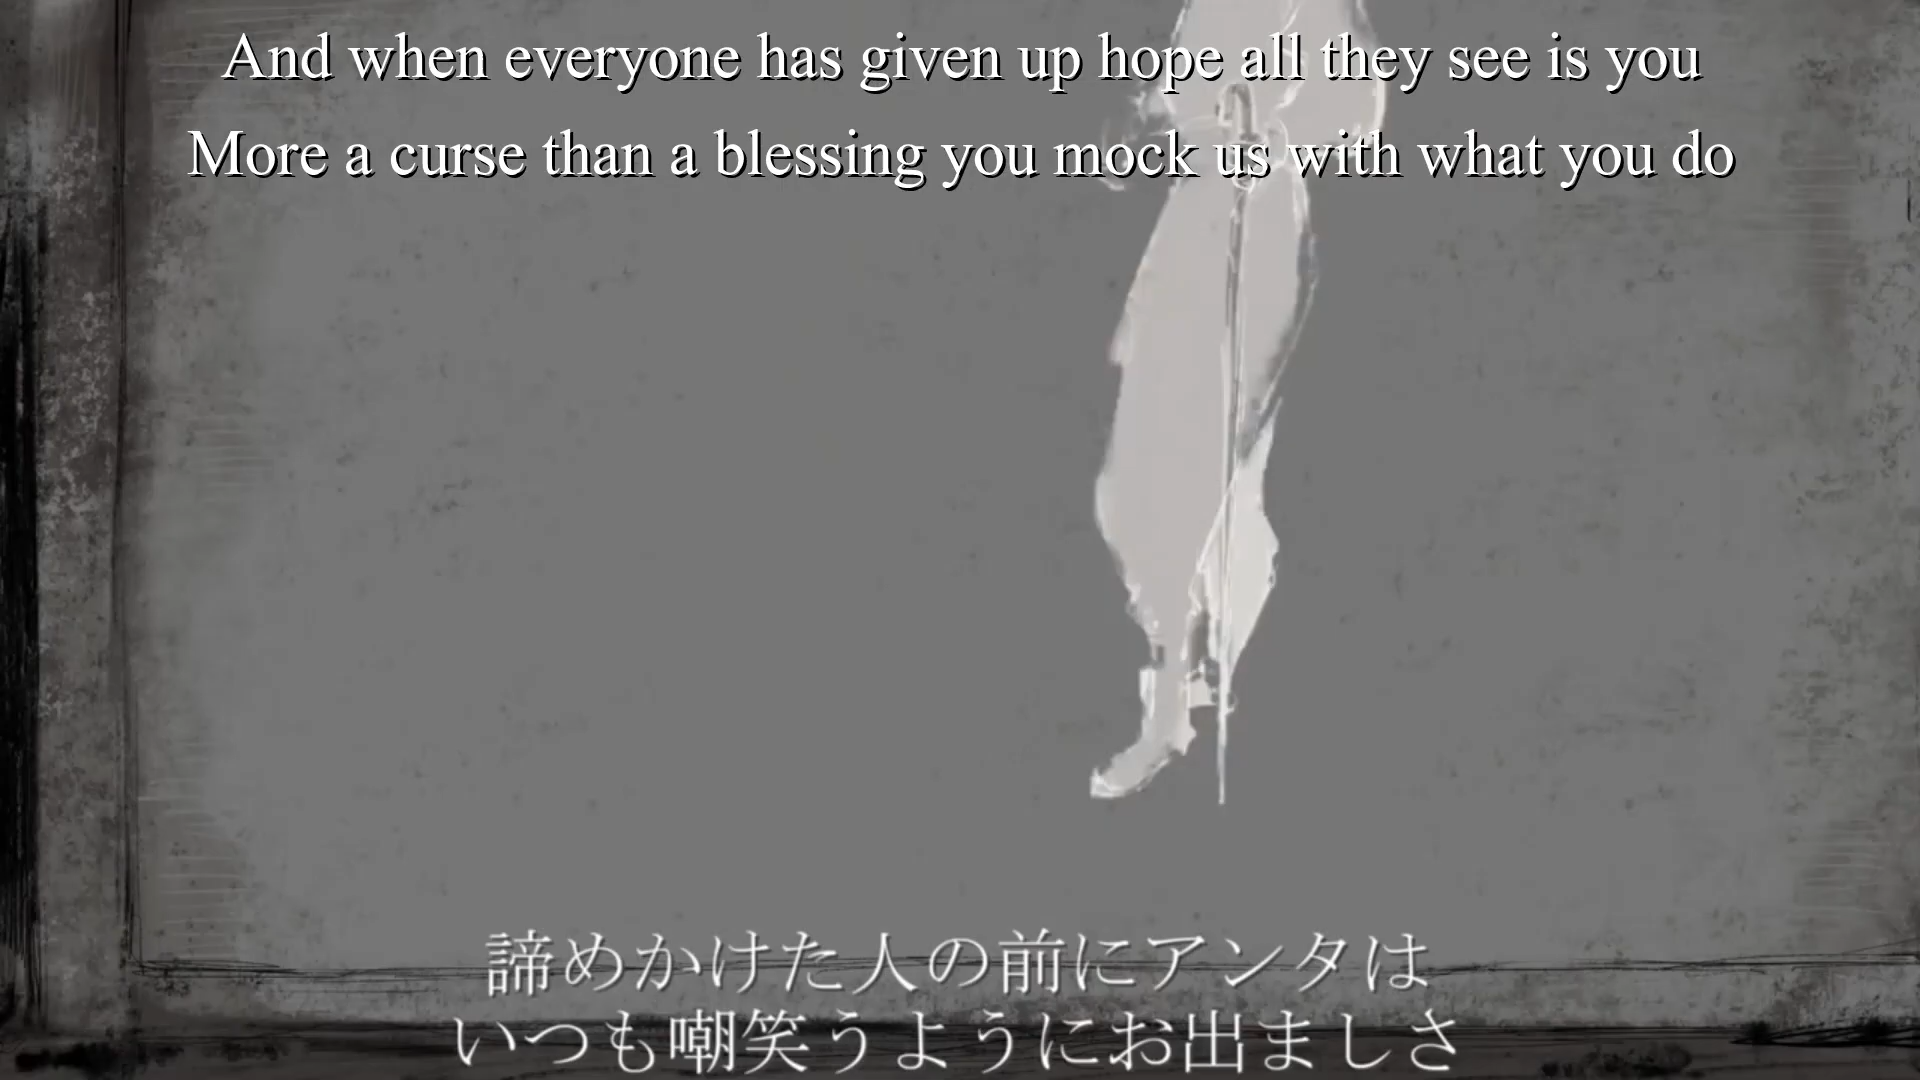 And when everyone has given up hope all they see is you
More a curse than a blessing you mock us with what you do
諦めかけた人の前にアンタは
いつも嘲笑うようにお出ましさ